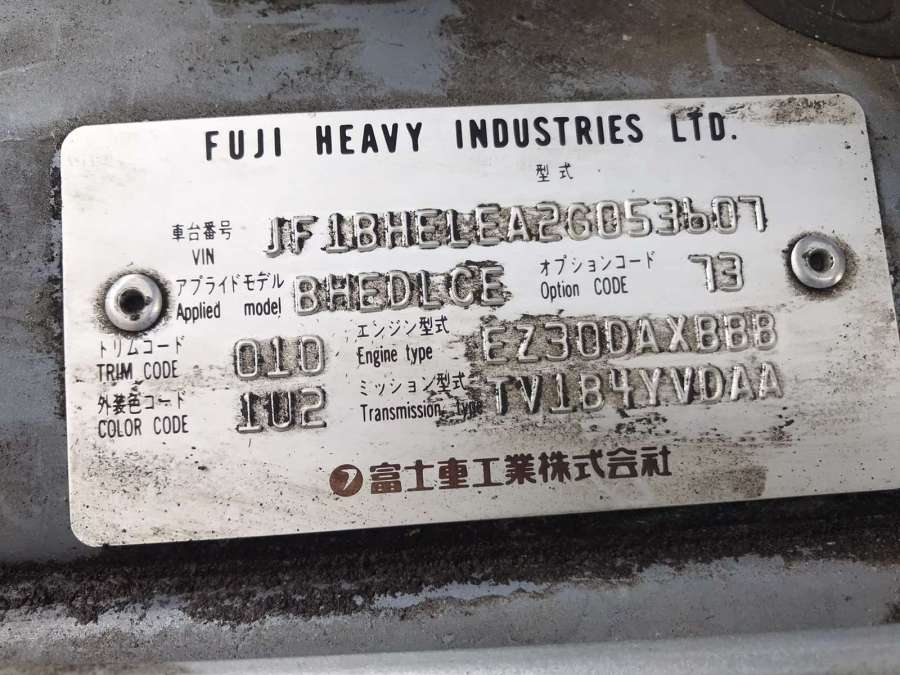 FUJI HEAVY INDUSTRIES LTD.
型式
車台番号 VIN JF1BHELEA2G053607
アプライドモデル Applied model BHEDLCE オプションコード Option CODE 73
トリムコード TRIM CODE 010 エンジン型式 Engine type EZ30DAXBBB
外装色コード COLOR CODE 1U2 ミッション型式 Transmission type TV1B4YVDAA
富士重工業株式会社